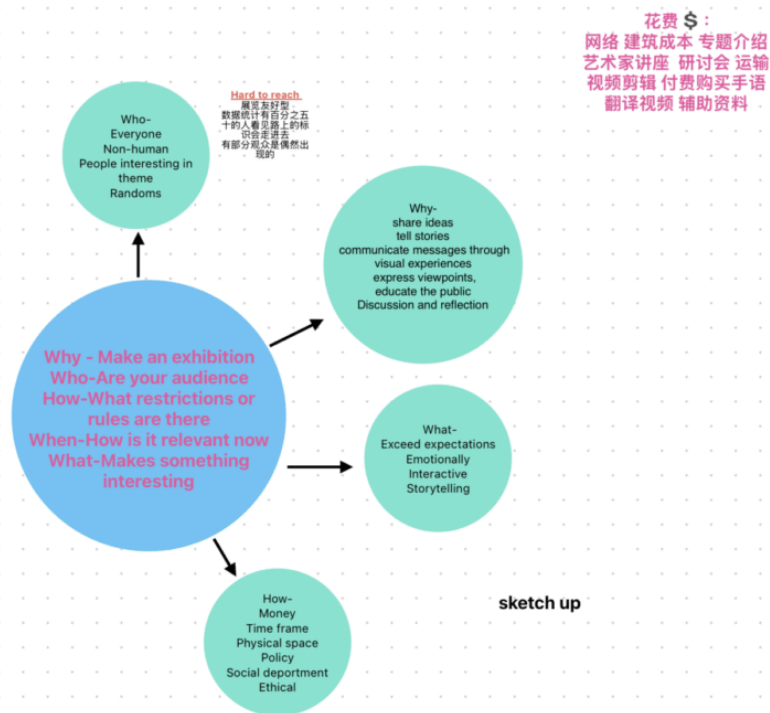 花费 $：
网络 建筑成本 专题介绍
艺术家讲座 研讨会 运输
视频剪辑 付费购买手语
翻译视频 辅助资料
Hard to reach
展览友好型
数据统计有百分之五
十的人看见路上的标
识会走进去
有部分观众是偶然出
现的
Who-
Everyone
Non-human
People interesting in
theme
Randoms
Why-
share ideas
tell stories
communicate messages through
visual experiences
express viewpoints,
educate the public
Discussion and reflection
Why - Make an exhibition
Who-Are your audience
How-What restrictions or
rules are there
When-How is it relevant now
What-Makes something
interesting
What-
Exceed expectations
Emotionally
Interactive
Storytelling
How-
Money
Time frame
Physical space
Policy
Social deportment
Ethical
sketch up